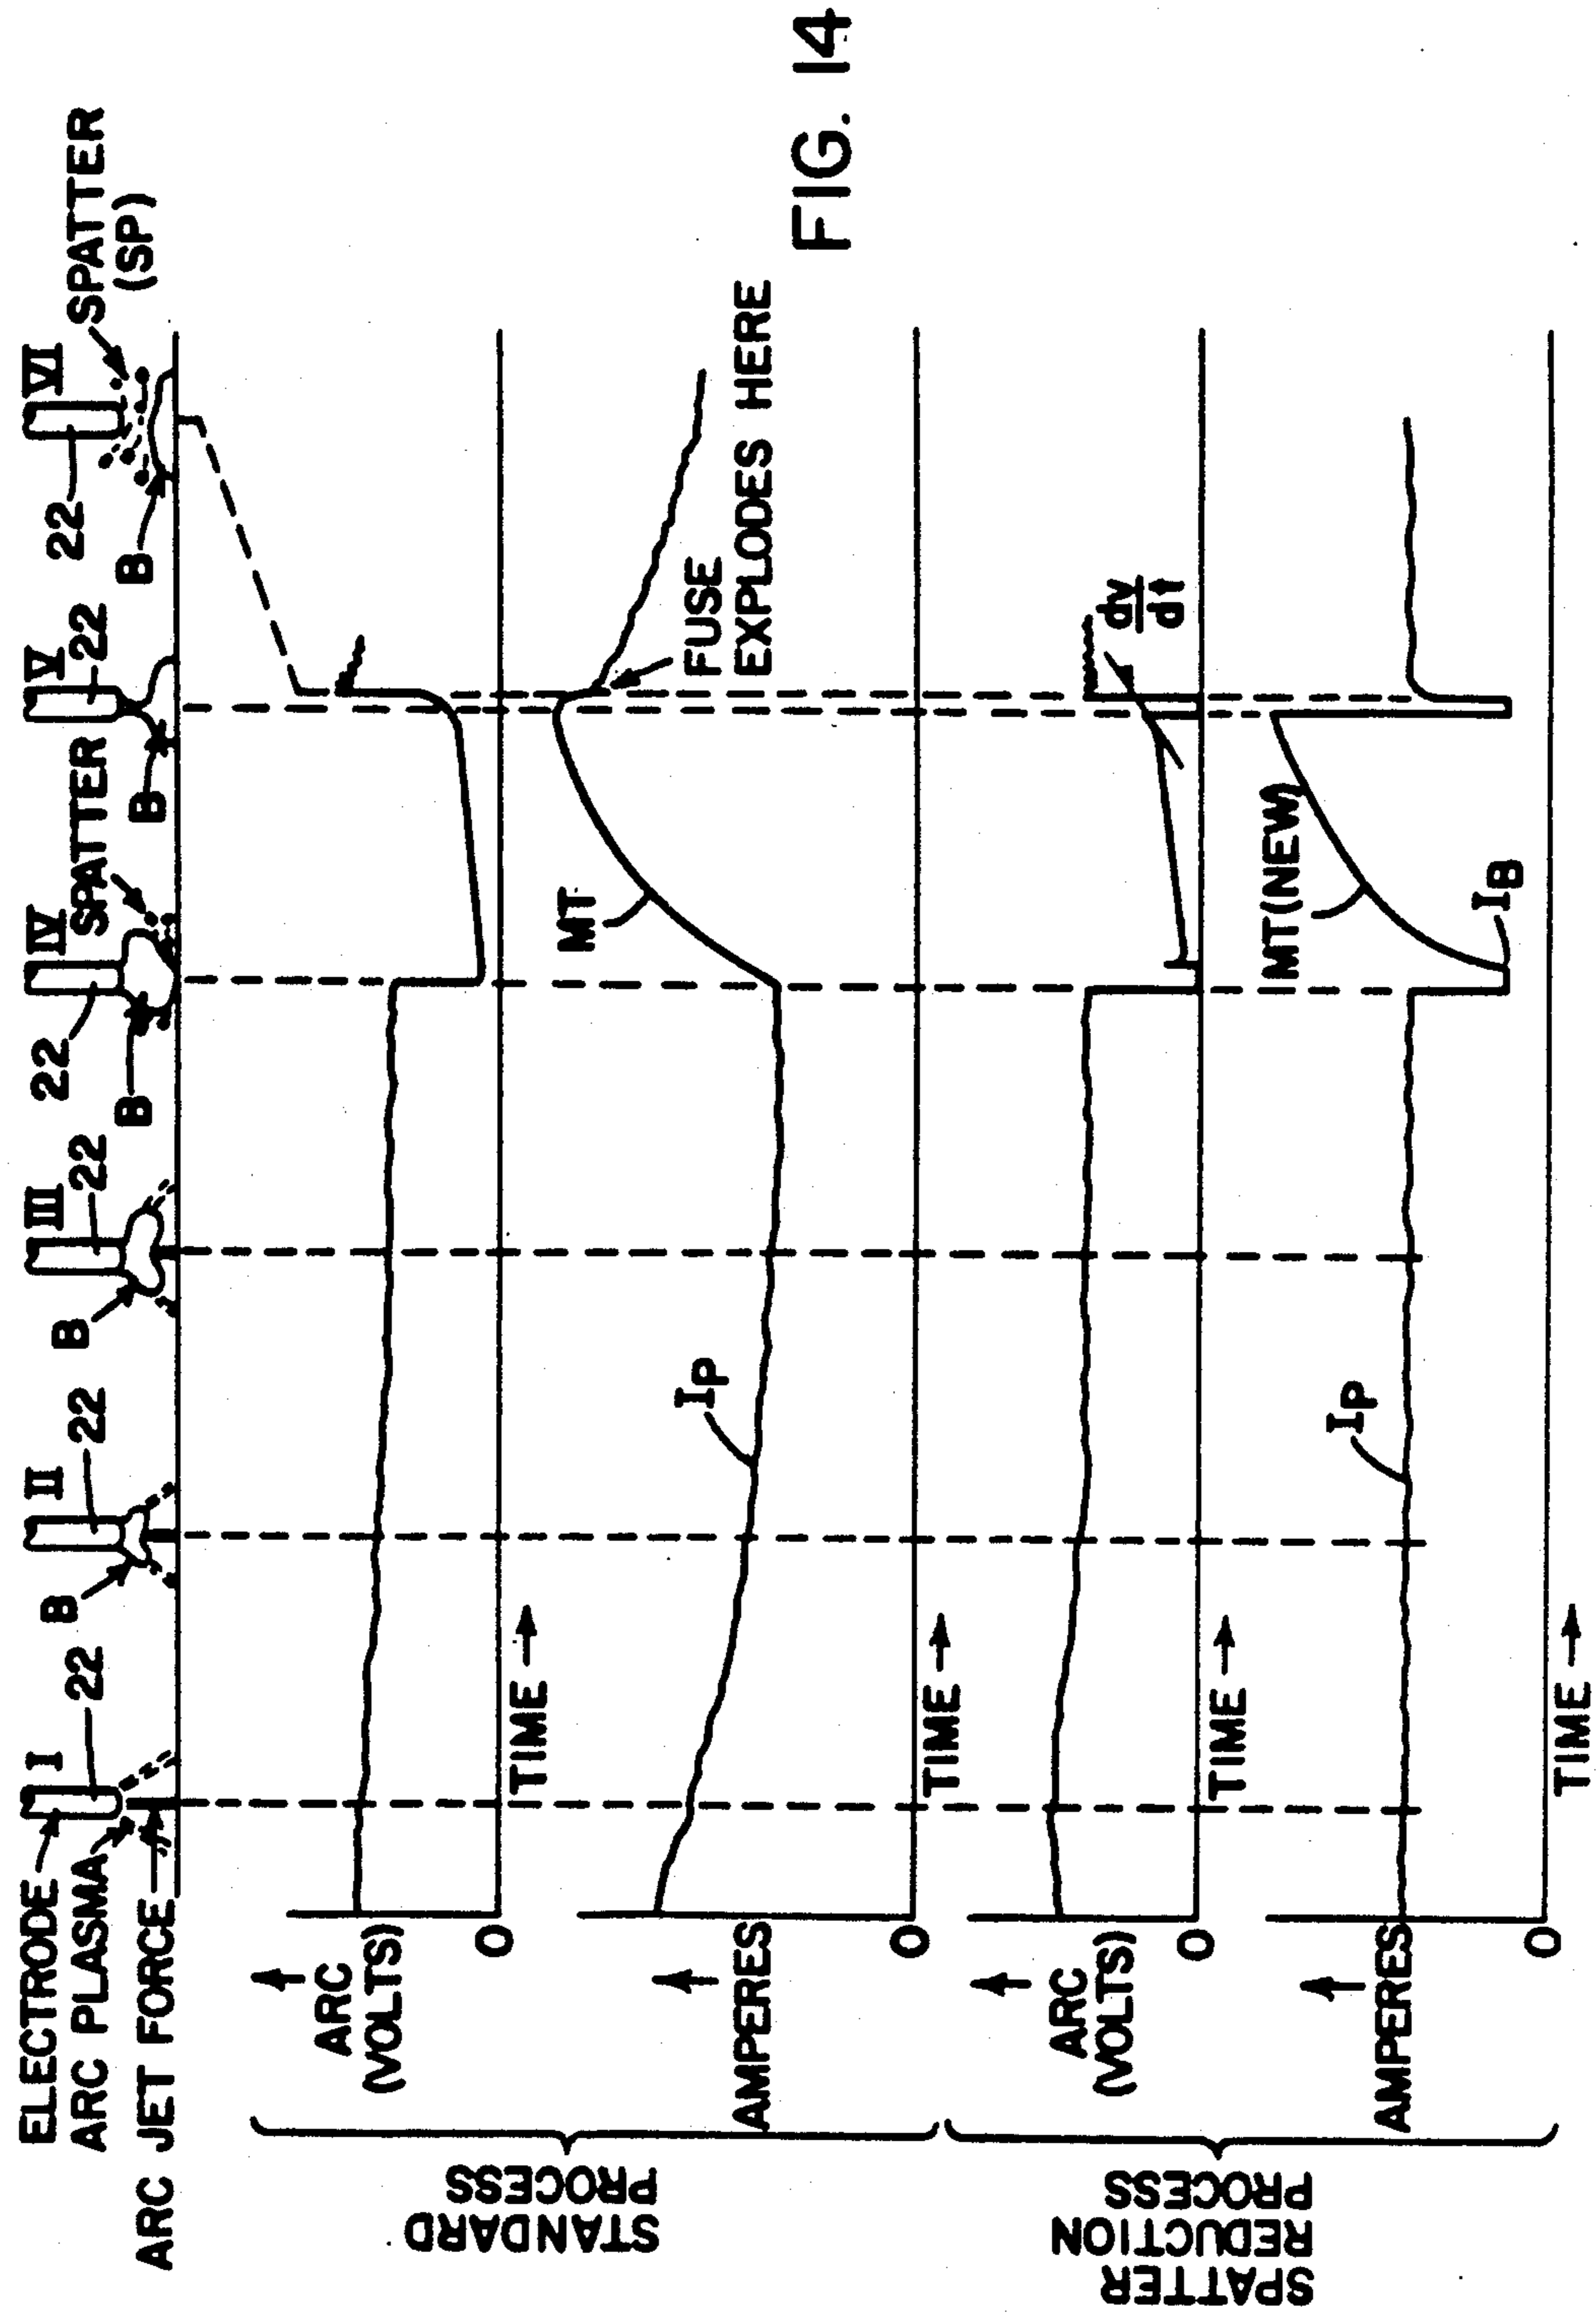 ELECTRODE
ARC PLASMA
ARC JET FORCE
I
22
II
22
B
III
22
B
IV
22
B
SPATTER
V
22
B
VI
22
B
SPATTER
(SP)
STANDARD
PROCESS
ARC
(VOLTS)
0
TIME
AMPERES
0
TIME
IP
MT
FUSE
EXPLODES HERE
SPATTER
REDUCTION
PROCESS
ARC
(VOLTS)
0
TIME
dv
dt
AMPERES
0
TIME
IP
MT(NEW)
IB
FIG. 14